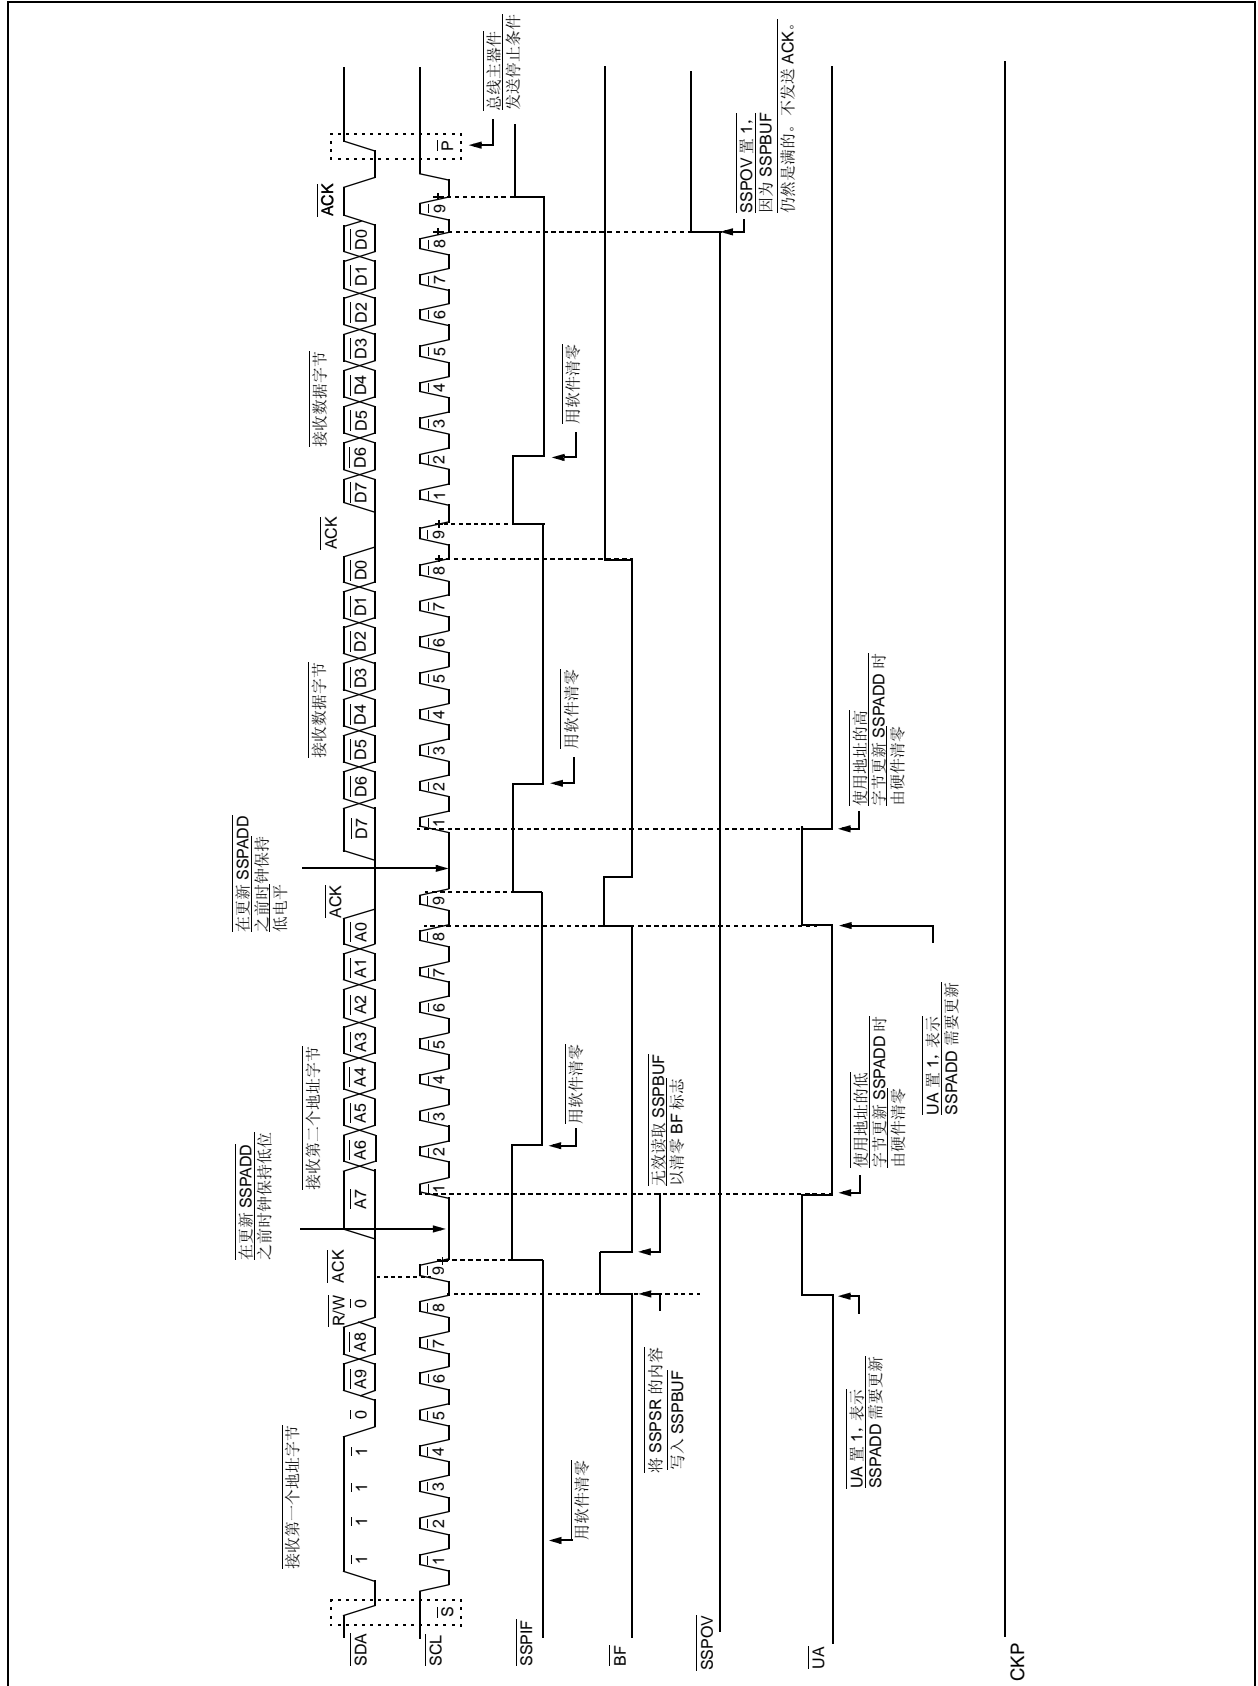 在更新 SSPADD
之前时钟保持低位
在更新 SSPADD
之前时钟保持
低电平
接收第一个地址字节
接收第二个地址字节
接收数据字节
接收数据字节
R/W ACK
ACK
ACK
ACK
SDA 1 1 1 1 0 A9 A8 0 A7 A6 A5 A4 A3 A2 A1 A0 D7 D6 D5 D4 D3 D2 D1 D0 D7 D6 D5 D4 D3 D2 D1 D0
SCL S 1 2 3 4 5 6 7 8 9 1 2 3 4 5 6 7 8 9 1 2 3 4 5 6 7 8 9 1 2 3 4 5 6 7 8 9 P
总线主器件
发送停止条件
SSPIF
用软件清零
用软件清零
用软件清零
用软件清零
BF
将 SSPSR 的内容
写入 SSPBUF
无效读取 SSPBUF
以清零 BF 标志
SSPOV
SSPOV 置 1，
因为 SSPBUF
仍然是满的。不发送 ACK。
UA
UA 置 1，表示
SSPADD 需要更新
使用地址的低
字节更新 SSPADD 时
由硬件清零
UA 置 1，表示
SSPADD 需要更新
使用地址的高
字节更新 SSPADD 时
由硬件清零
CKP